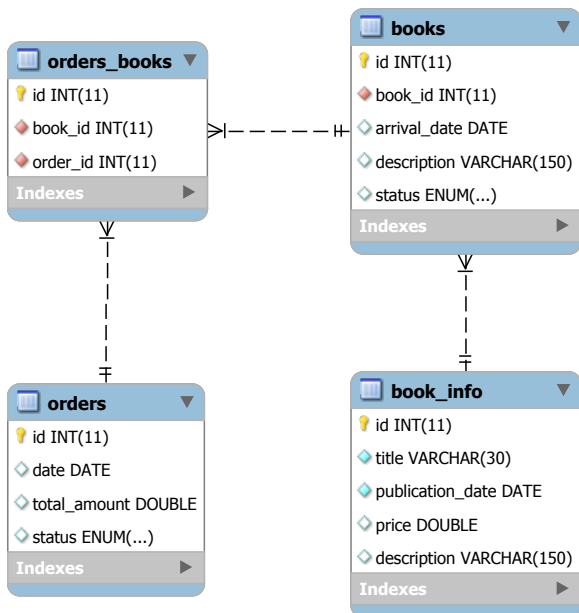 orders_books
id INT(11)
book_id INT(11)
order_id INT(11)
Indexes
books
id INT(11)
book_id INT(11)
arrival_date DATE
description VARCHAR(150)
status ENUM(...)
Indexes
orders
id INT(11)
date DATE
total_amount DOUBLE
status ENUM(...)
Indexes
book_info
id INT(11)
title VARCHAR(30)
publication_date DATE
price DOUBLE
description VARCHAR(150)
Indexes